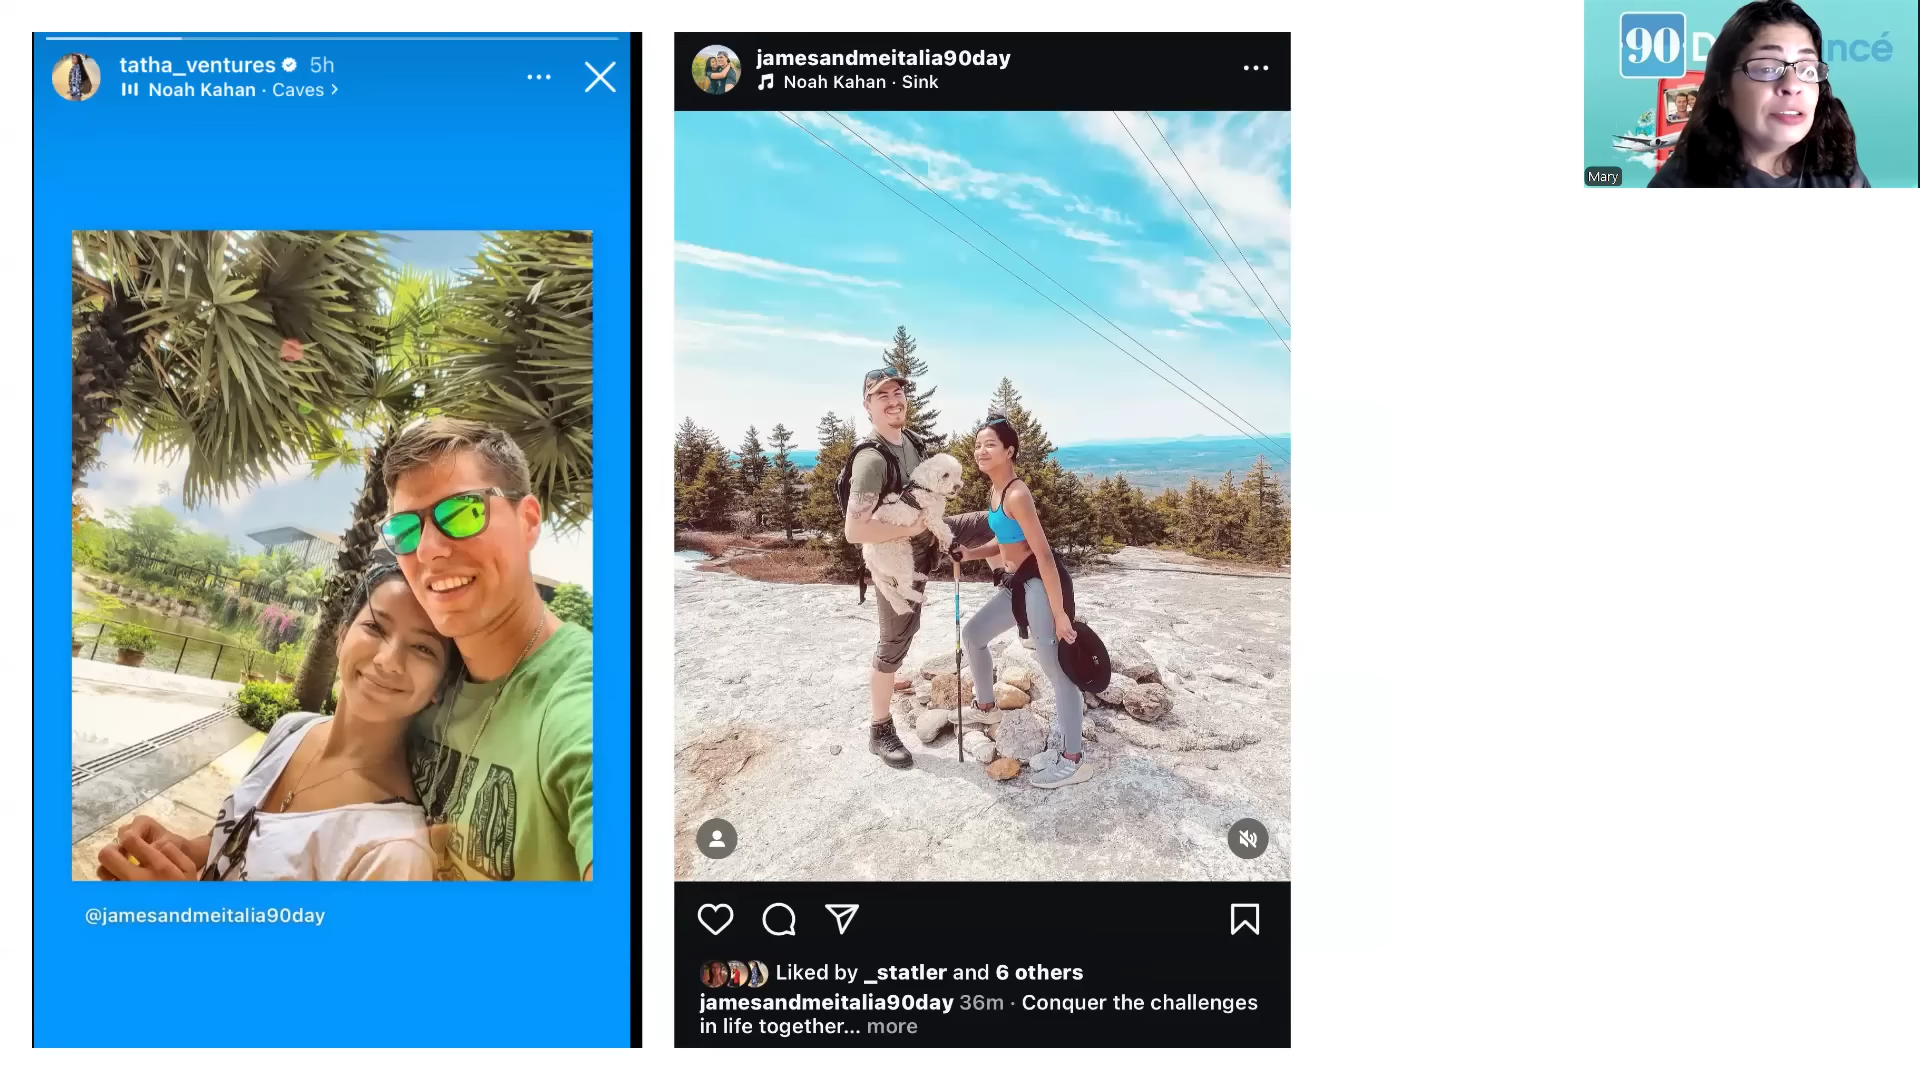 tatha_ventures 5h
Noah Kahan · Caves >
@jamesandmeitalia90day
jamesandmeitalia90day
Noah Kahan · Sink
Liked by _statler and 6 others
jamesandmeitalia90day 36m · Conquer the challenges
in life together... more
90 D ncé
Mary